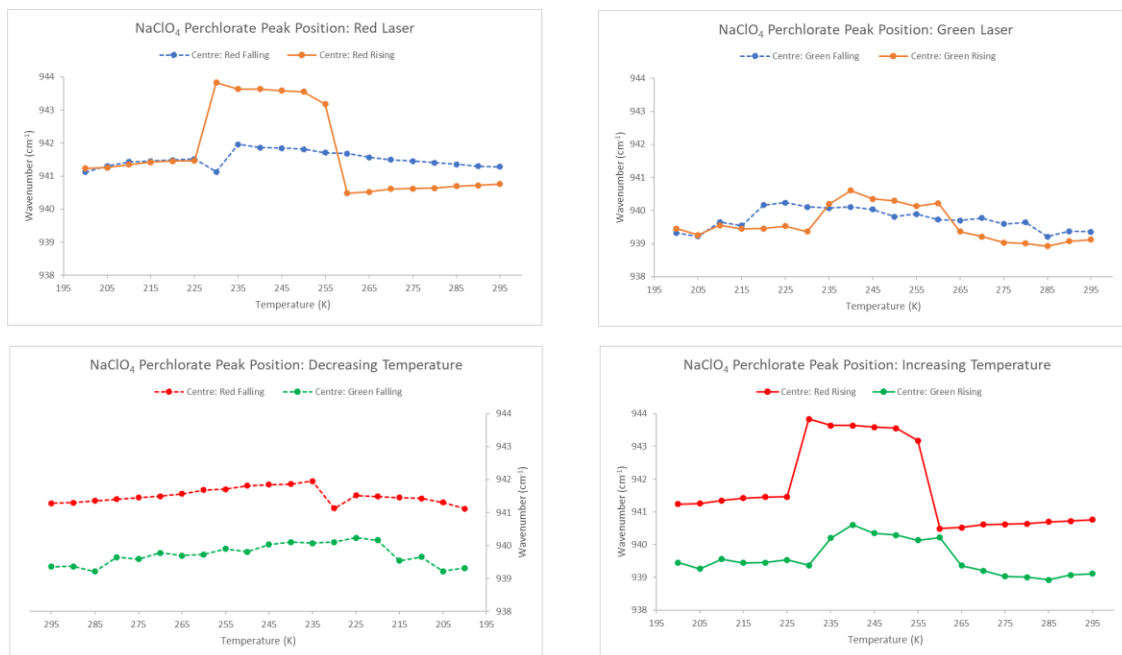 NaClO₄ Perchlorate Peak Position: Red Laser
Centre: Red Falling Centre: Red Rising
944
943
942
941
940
939
938
Wavenumber (cm⁻¹)
195 205 215 225 235 245 255 265 275 285 295
Temperature (K)
NaClO₄ Perchlorate Peak Position: Green Laser
Centre: Green Falling Centre: Green Rising
944
943
942
941
940
939
938
Wavenumber (cm⁻¹)
195 205 215 225 235 245 255 265 275 285 295
Temperature (K)
NaClO₄ Perchlorate Peak Position: Decreasing Temperature
Centre: Red Falling Centre: Green Falling
944
943
942
941
940
939
938
Wavenumber (cm⁻¹)
295 285 275 265 255 245 235 225 215 205 195
Temperature (K)
NaClO₄ Perchlorate Peak Position: Increasing Temperature
Centre: Red Rising Centre: Green Rising
944
943
942
941
940
939
938
Wavenumber (cm⁻¹)
195 205 215 225 235 245 255 265 275 285 295
Temperature (K)